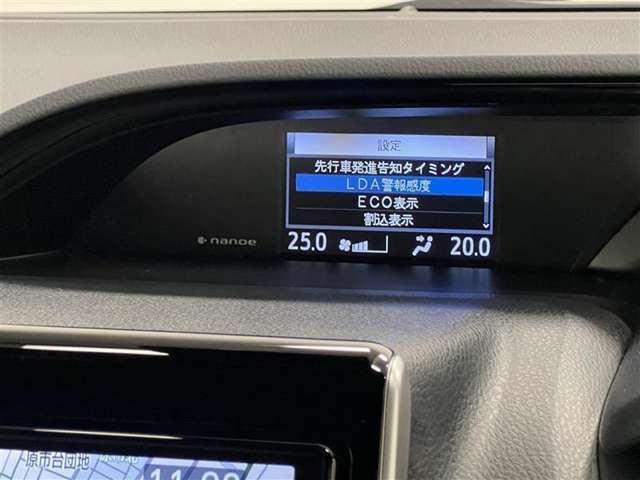 設定
先行車発進告知タイミング
LDA警報感度
ECO表示
割込表示
nanoe
25.0 20.0
原市台団地